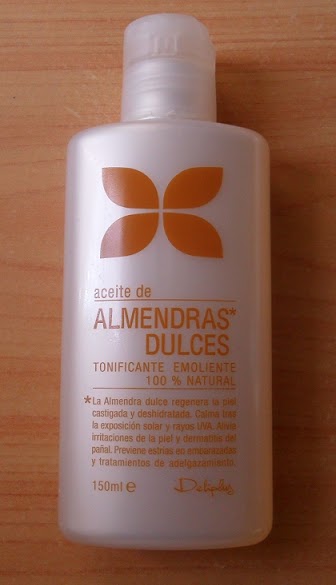 aceite de
ALMENDRAS*
DULCES
TONIFICANTE EMOLIENTE
100 % NATURAL
*La Almendra dulce regenera la piel
castigada y deshidratada. Calma tras
la exposición solar y rayos UVA. Alivia
irritaciones de la piel y dermatitis del
pañal. Previene estrías en embarazadas
y tratamientos de adelgazamiento.
150ml e
Deliplús